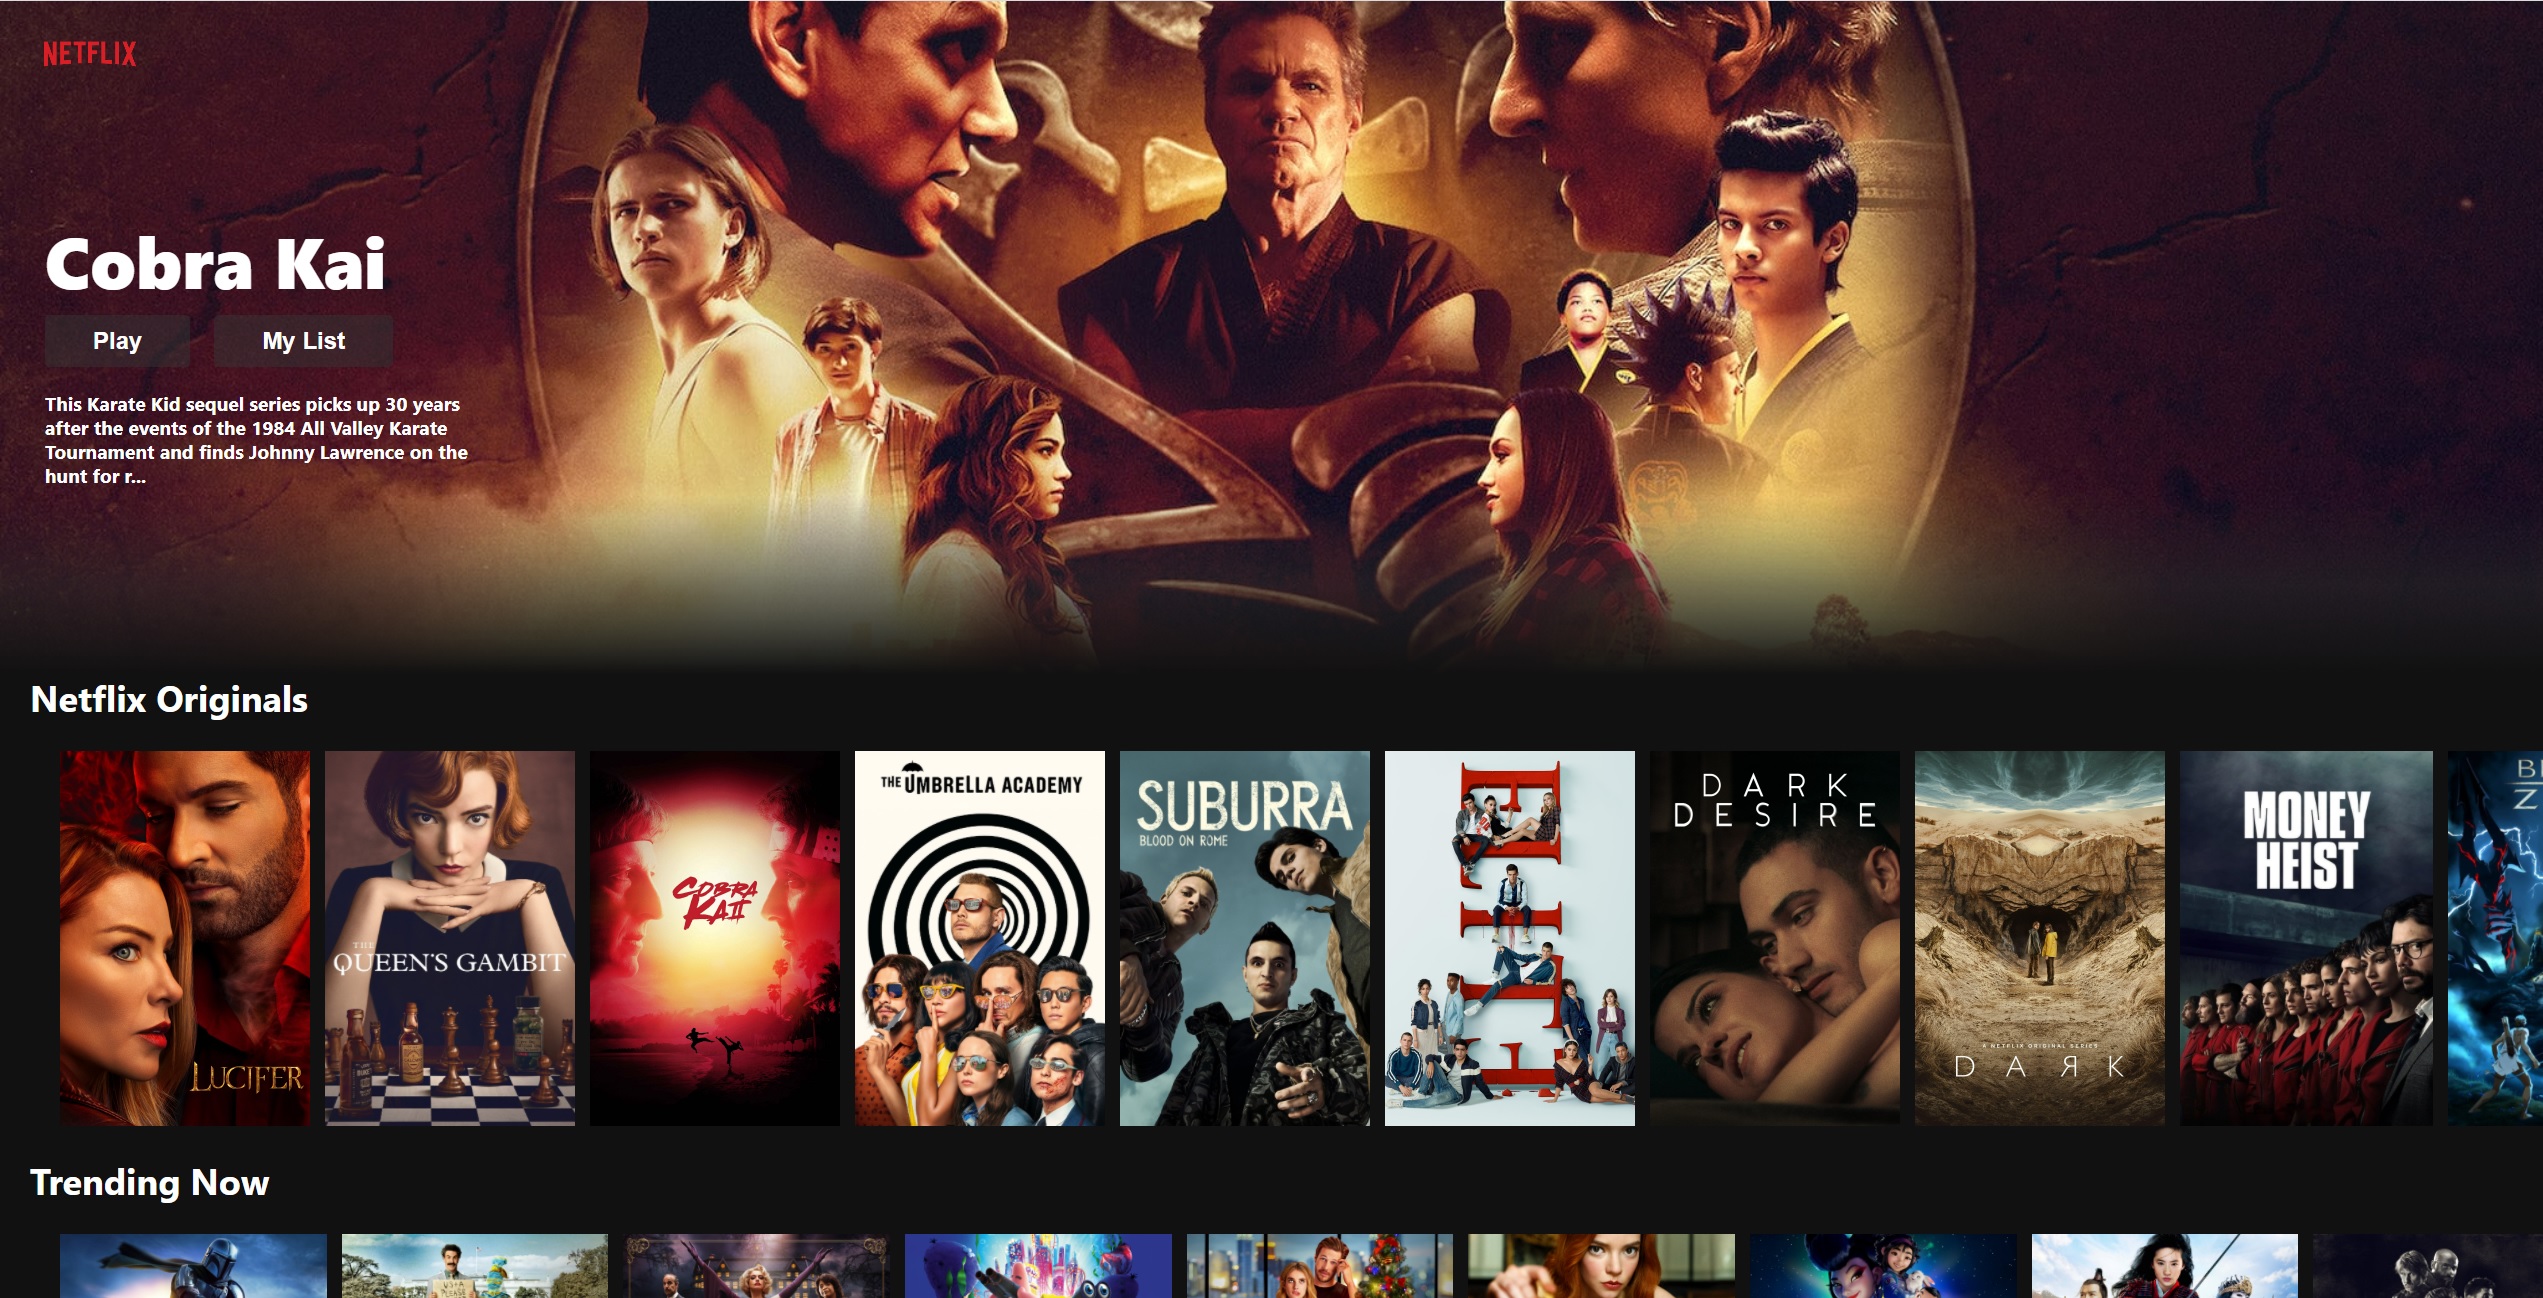 NETFLIX
Cobra Kai
Play
My List
This Karate Kid sequel series picks up 30 years
after the events of the 1984 All Valley Karate
Tournament and finds Johnny Lawrence on the
hunt for r...
Netflix Originals
LUCIFER
THE
QUEEN'S GAMBIT
COBRA
KAI
THE UMBRELLA ACADEMY
SUBURRA
BLOOD ON ROME
ELITE
DARK
DESIRE
A NETFLIX ORIGINAL SERIES
DARK
MONEY
HEIST
B
Z
Trending Now